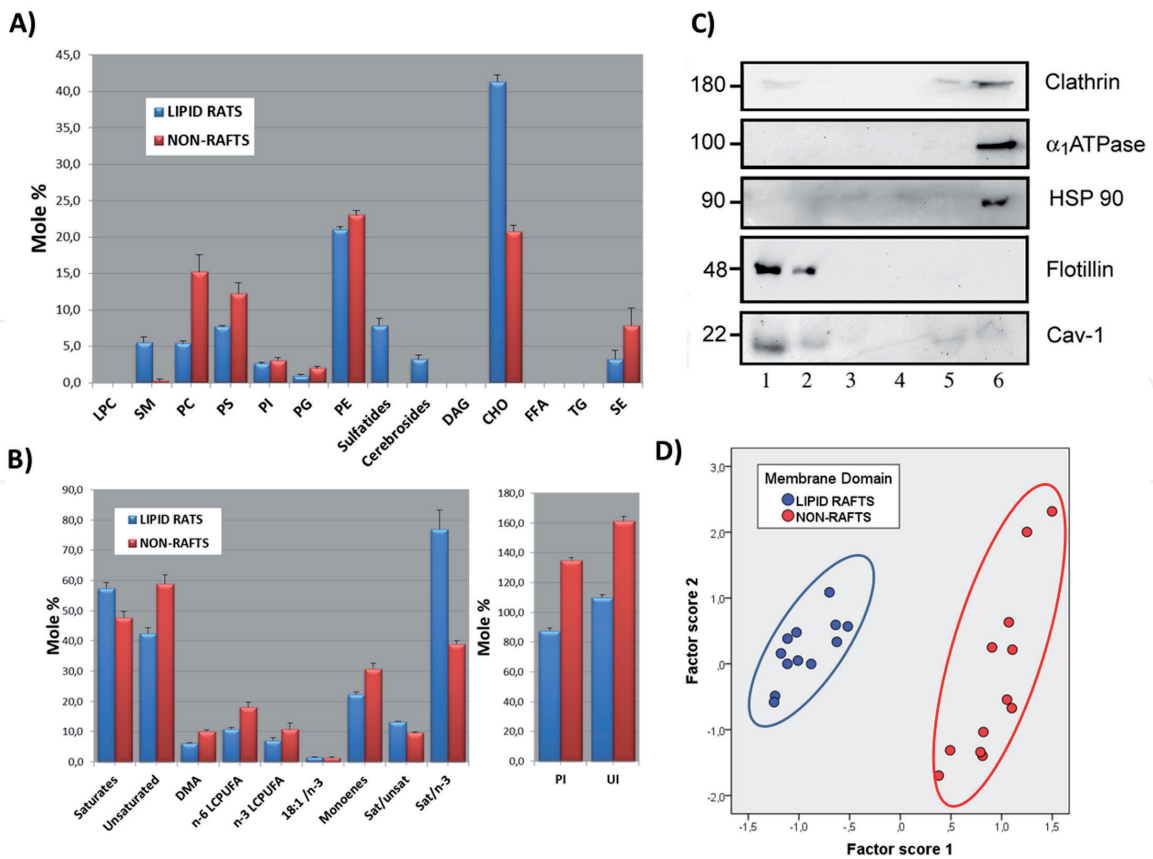 A)
45,0
40,0
35,0
30,0
25,0
20,0
15,0
10,0
5,0
0,0
Mole %
LIPID RATS
NON-RAFTS
LPC
SM
PC
PS
PI
PG
PE
Sulfatides
Cerebrosides
DAG
CHO
FFA
TG
SE
B)
90,0
80,0
70,0
60,0
50,0
40,0
30,0
20,0
10,0
0,0
Mole %
LIPID RATS
NON-RAFTS
Saturates
Unsaturated
DMA
n-6 LCPUFA
n-3 LCPUFA
18:1 /n-3
Monoenes
Sat/unsat
Sat/n-3
180,0
160,0
140,0
120,0
100,0
80,0
60,0
40,0
20,0
0,0
Mole %
PI
UI
C)
180 Clathrin
100 α₁ATPase
90 HSP 90
48 Flotillin
22 Cav-1
1 2 3 4 5 6
D)
Membrane Domain
LIPID RAFTS
NON-RAFTS
3,0
2,0
1,0
,0
-1,0
-2,0
Factor score 2
-1,5 -1,0 -,5 ,0 ,5 1,0 1,5
Factor score 1